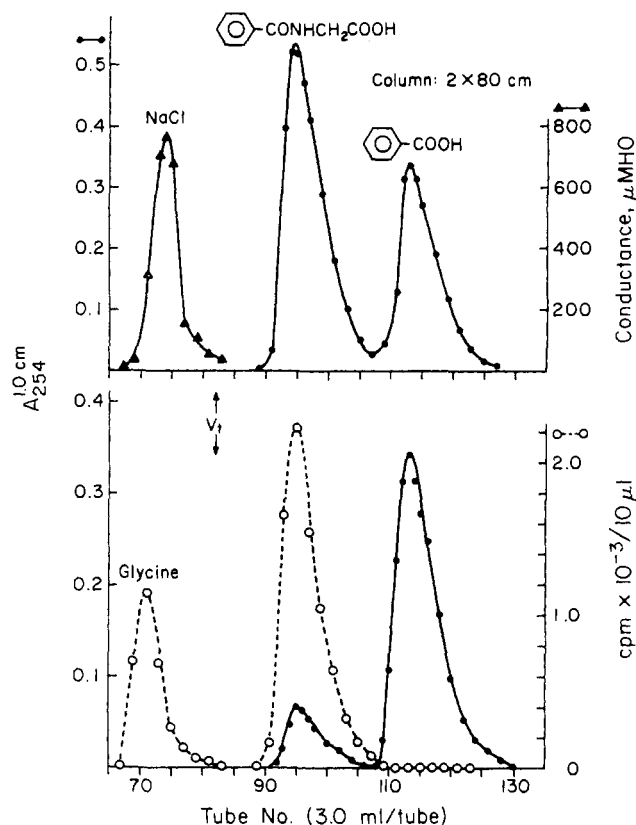 CONHCH₂COOH
0.5
Column: 2 × 80 cm
NaCl
COOH
0.4
0.3
0.2
0.1
800
600
400
200
Conductance, µMHO
A₂₅₄ 1.0 cm
Vₜ
0.4
0.3
0.2
0.1
Glycine
2.0
1.0
0
cpm × 10⁻³/10 µl
70
90
110
130
Tube No. (3.0 ml/tube)